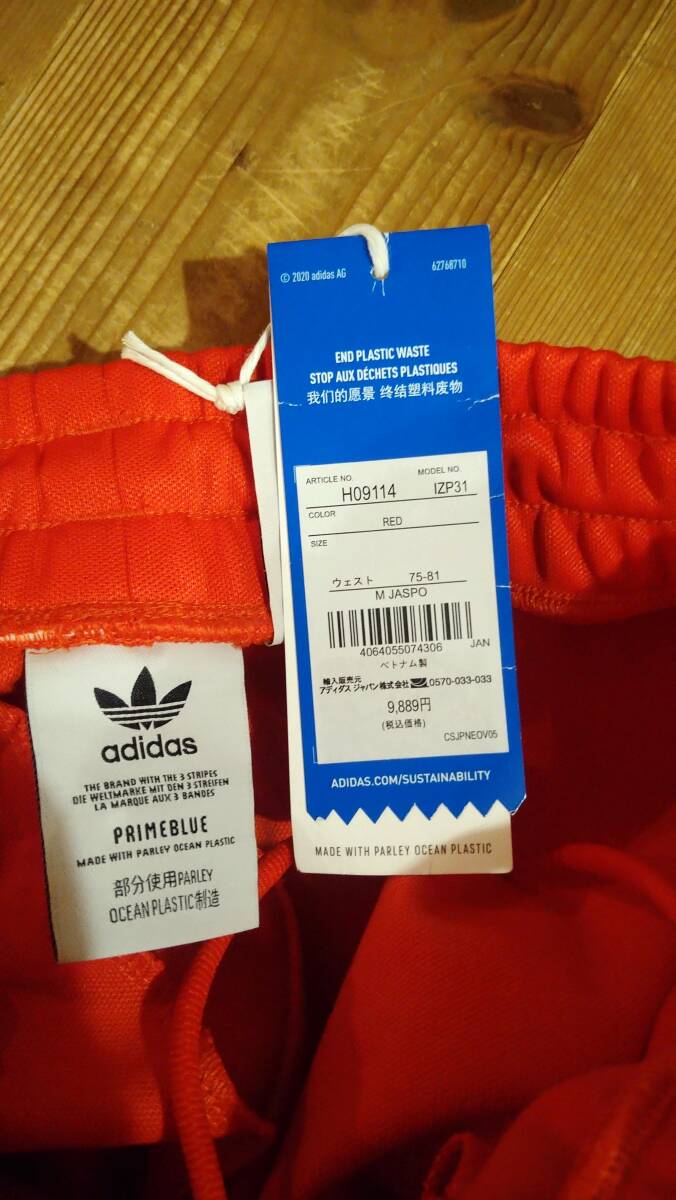 © 2020 adidas AG
62768710
END PLASTIC WASTE
STOP AUX DÉCHETS PLASTIQUES
我们的愿景 终结塑料废物
ARTICLE NO.
MODEL NO.
H09114
IZP31
COLOR
RED
SIZE
ウェスト 75-81
M JASPO
4064055074306
JAN
ベトナム製
輸入販売元
アディダス ジャパン株式会社 0570-033-033
9,889円
(税込価格)
CSJPNEOV05
ADIDAS.COM/SUSTAINABILITY
MADE WITH PARLEY OCEAN PLASTIC
adidas
THE BRAND WITH THE 3 STRIPES
DIE WELTMARKE MIT DEN 3 STREIFEN
LA MARQUE AUX 3 BANDES
PRIMEBLUE
MADE WITH PARLEY OCEAN PLASTIC
部分使用PARLEY
OCEAN PLASTIC制造